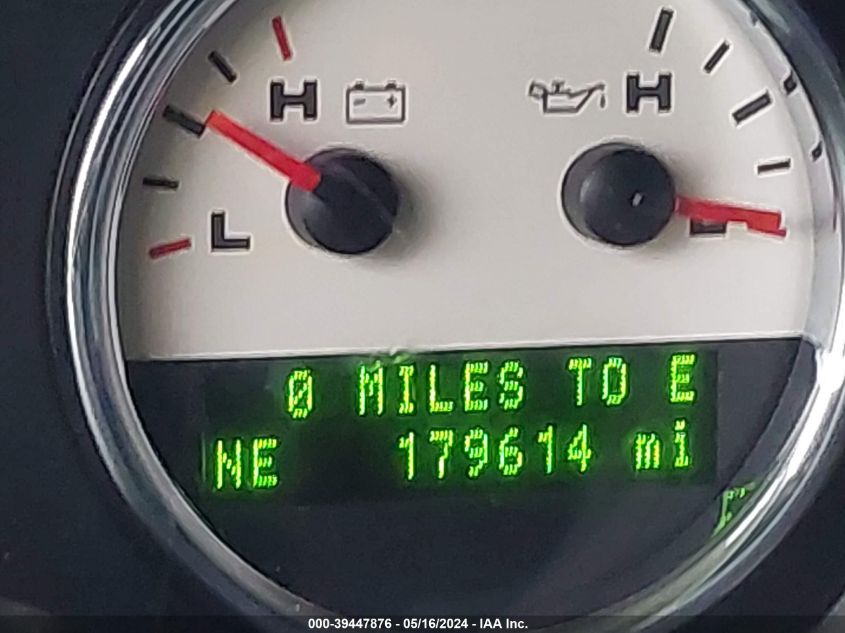 H H
L L
0 MILES TO E
NE 179614 mi
000-39447876 - 05/16/2024 - IAA Inc.